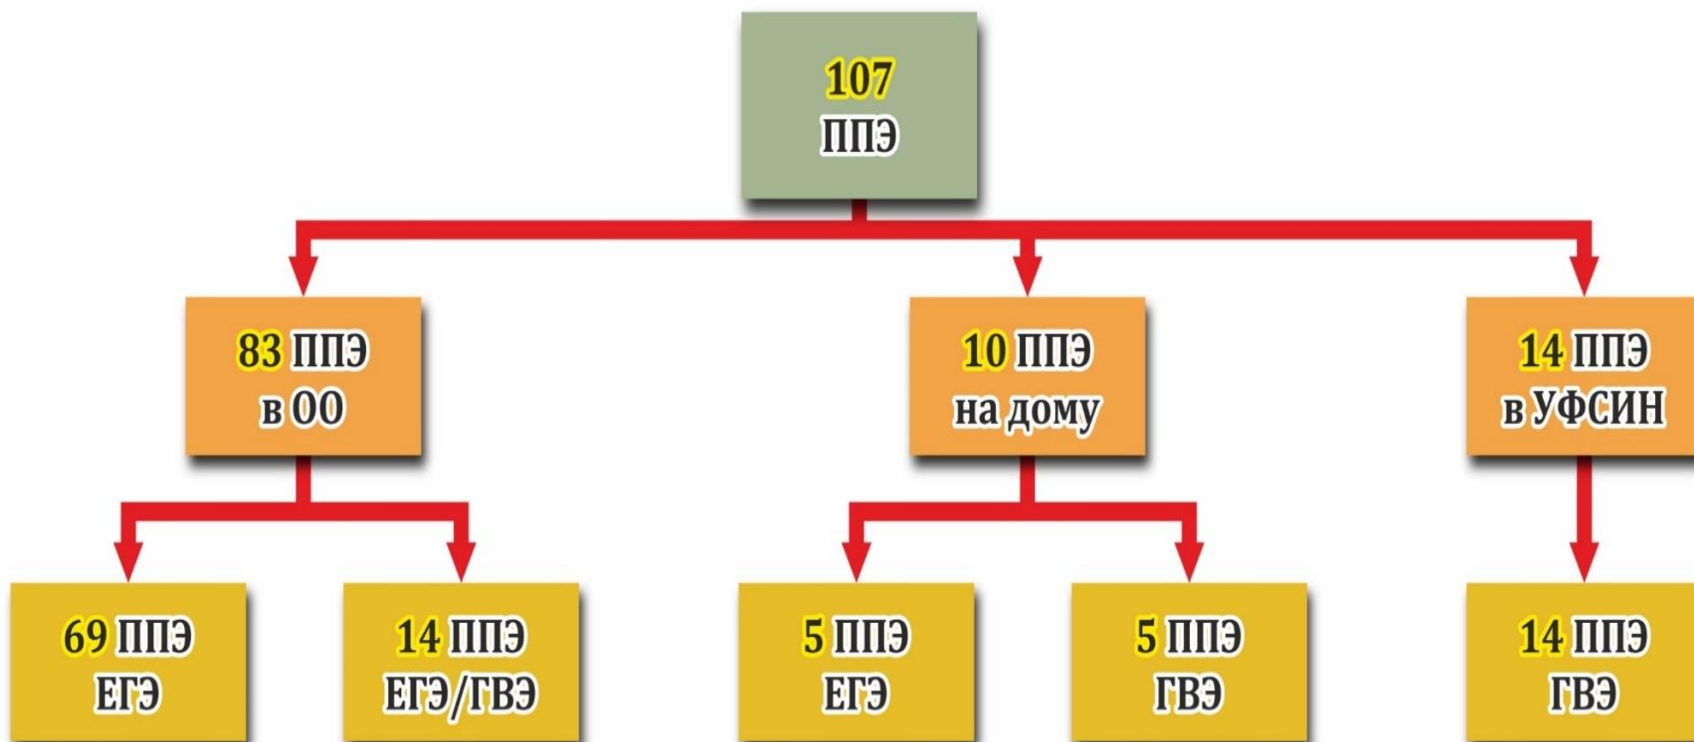 107
ППЭ
83 ППЭ
в ОО
10 ППЭ
на дому
14 ППЭ
в УФСИН
69 ППЭ
ЕГЭ
14 ППЭ
ЕГЭ/ГВЭ
5 ППЭ
ЕГЭ
5 ППЭ
ГВЭ
14 ППЭ
ГВЭ